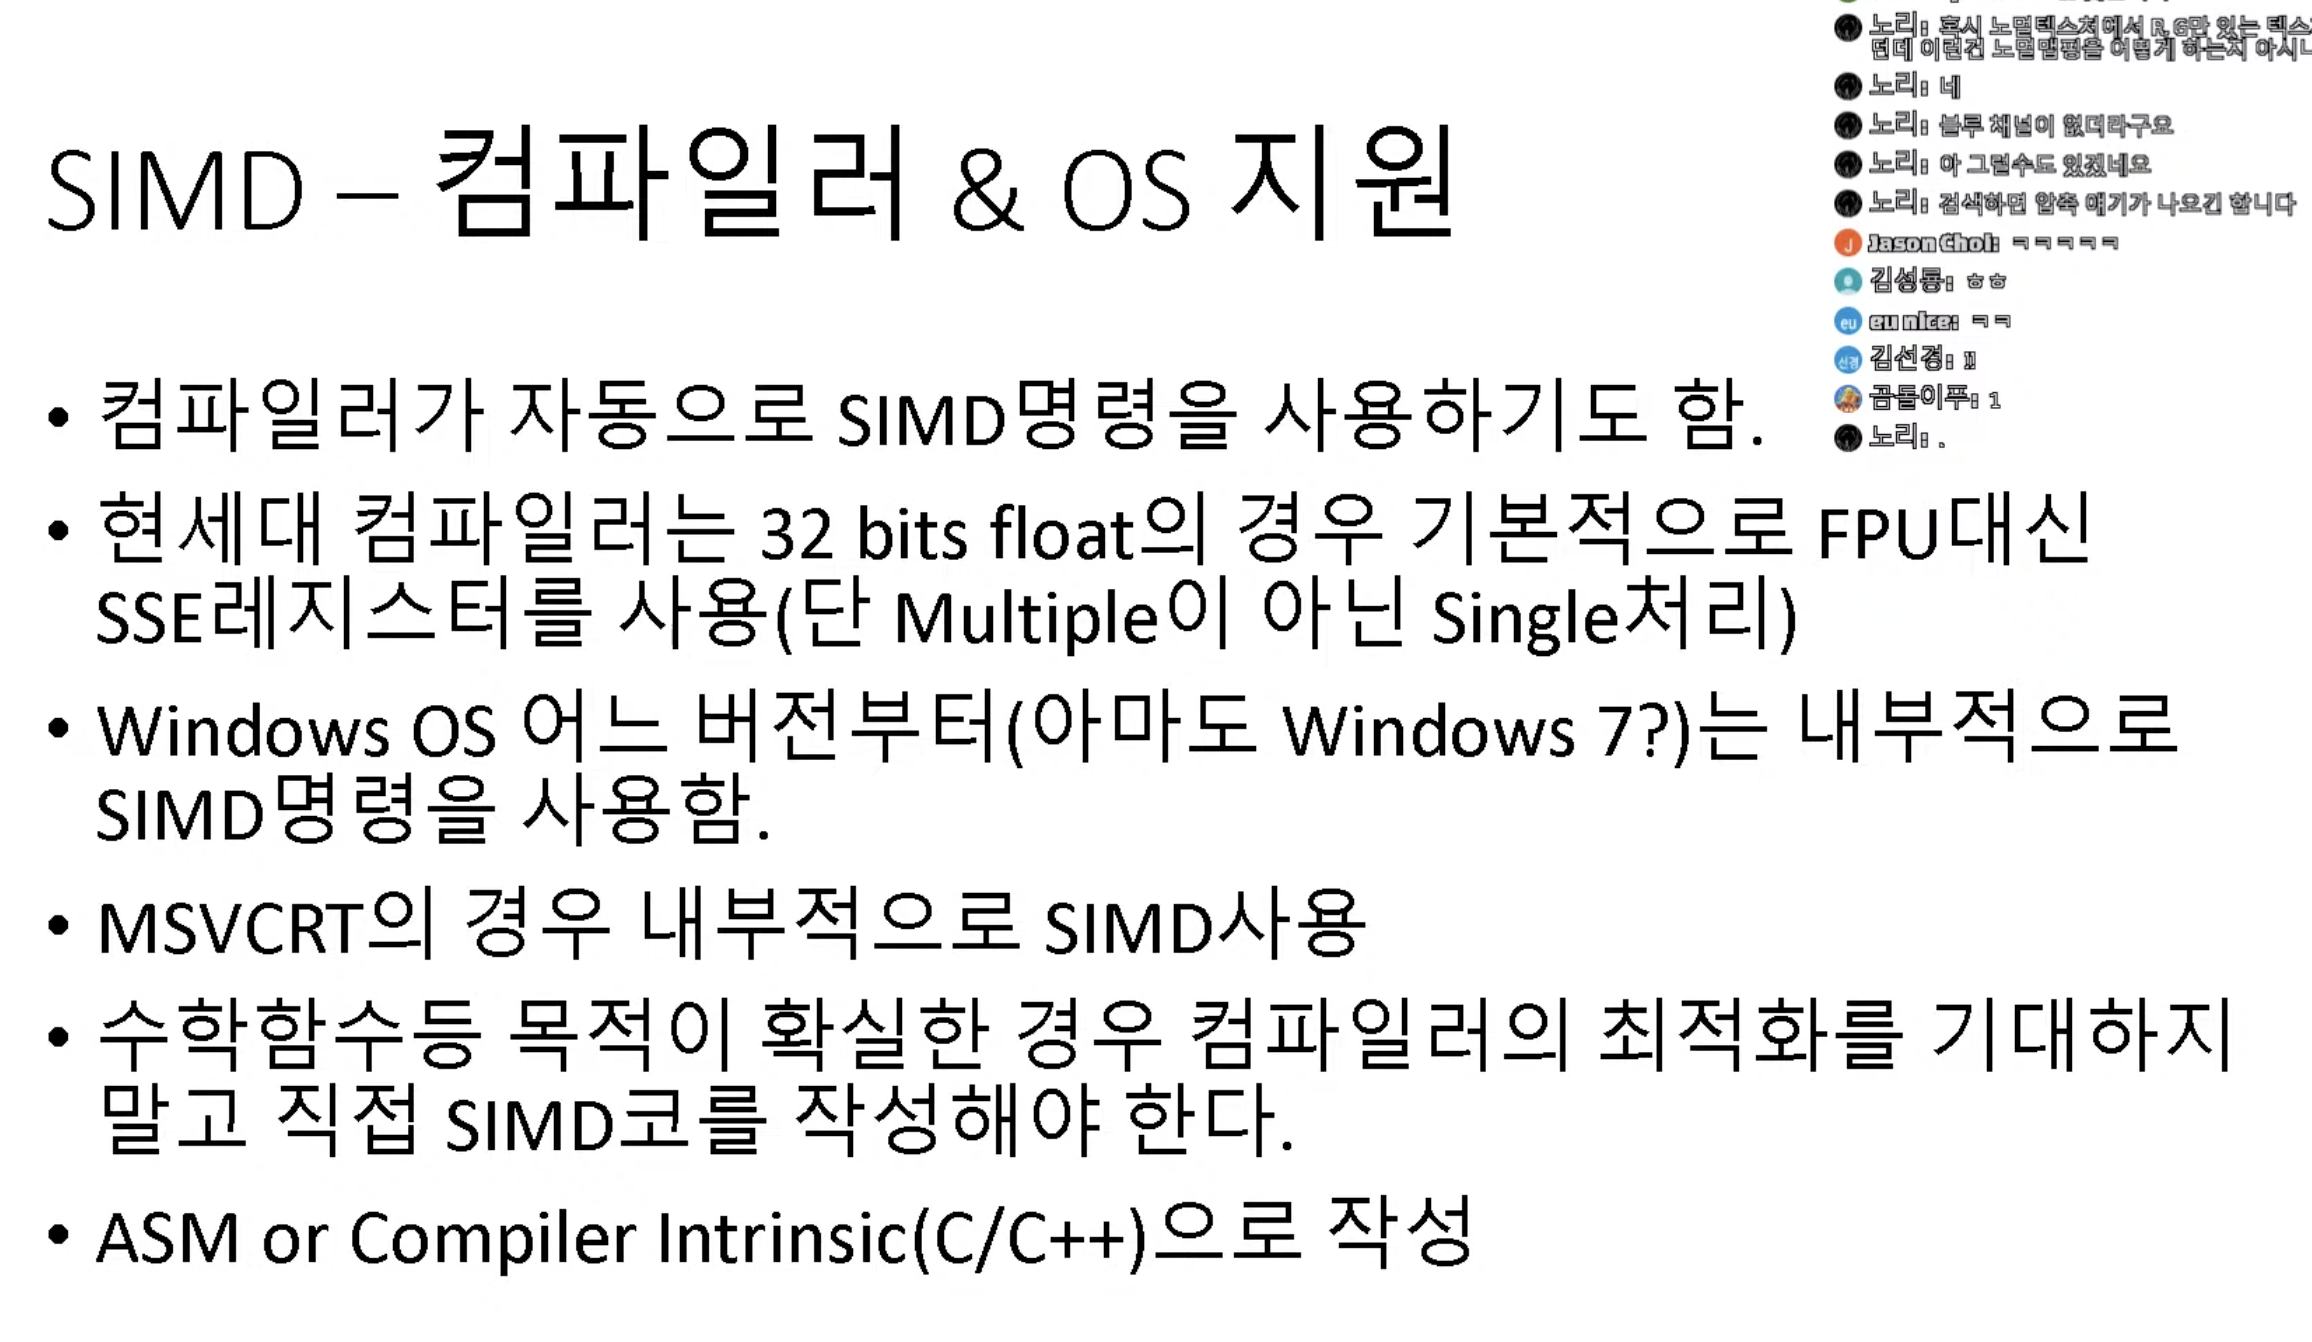 SIMD – 컴파일러 & OS 지원
• 컴파일러가 자동으로 SIMD명령을 사용하기도 함.
• 현세대 컴파일러는 32 bits float의 경우 기본적으로 FPU대신
SSE레지스터를 사용(단 Multiple이 아닌 Single처리)
• Windows OS 어느 버전부터(아마도 Windows 7?)는 내부적으로
SIMD명령을 사용함.
• MSVCRT의 경우 내부적으로 SIMD사용
• 수학함수등 목적이 확실한 경우 컴파일러의 최적화를 기대하지
말고 직접 SIMD코를 작성해야 한다.
• ASM or Compiler Intrinsic(C/C++)으로 작성
노리: 혹시 노멀텍스쳐에서 R, G만 있는
던데 이런건 노멀맵핑을 어떻게 하는지
노리: 네
노리: 블루 채널이 없더라구요
노리: 아 그럴수도 있겠네요
노리: 검색하면 압축 얘기가 나오긴 합니다
Jason Choi: ㅋㅋㅋㅋㅋ
김성룡: ㅎㅎ
eu nice: ㅋㅋ
선경 김선경:
곰돌이푸: 1
노리: .